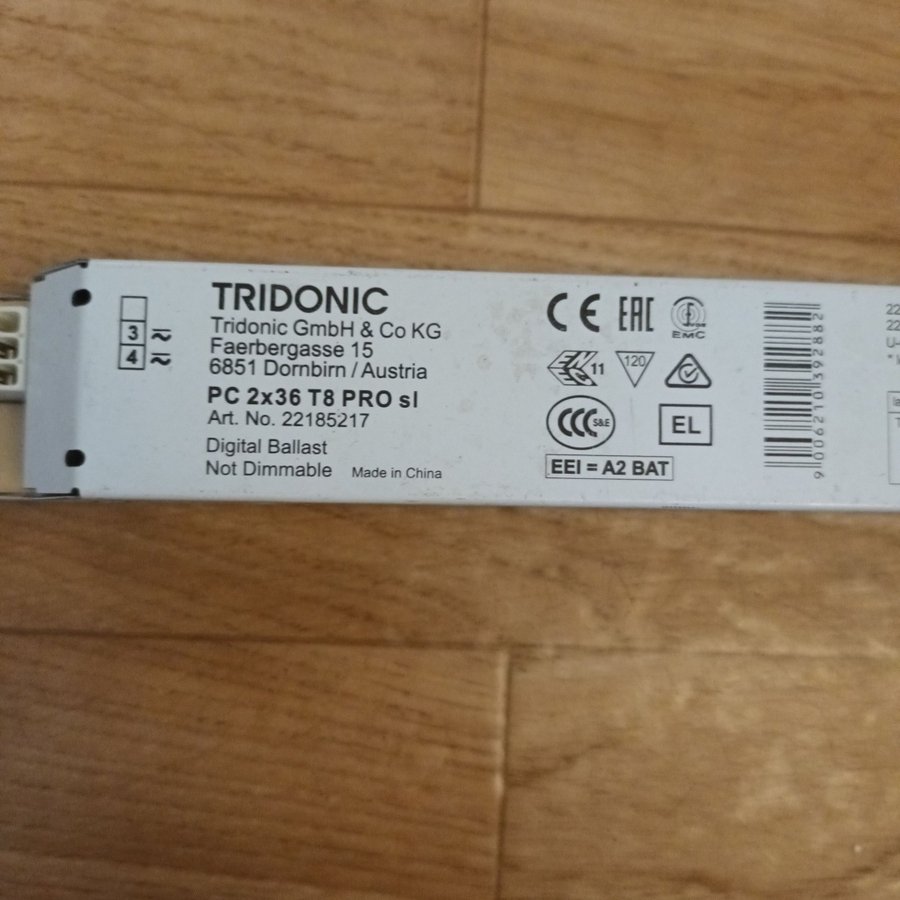 3
4
TRIDONIC
Tridonic GmbH & Co KG
Faerbergasse 15
6851 Dornbirn / Austria
PC 2x36 T8 PRO sl
Art. No. 22185217
Digital Ballast
Not Dimmable Made in China
CE EAC
EMC
11 120
CCC S&E EL
EEI = A2 BAT
9 006210 392882
22
22
U-